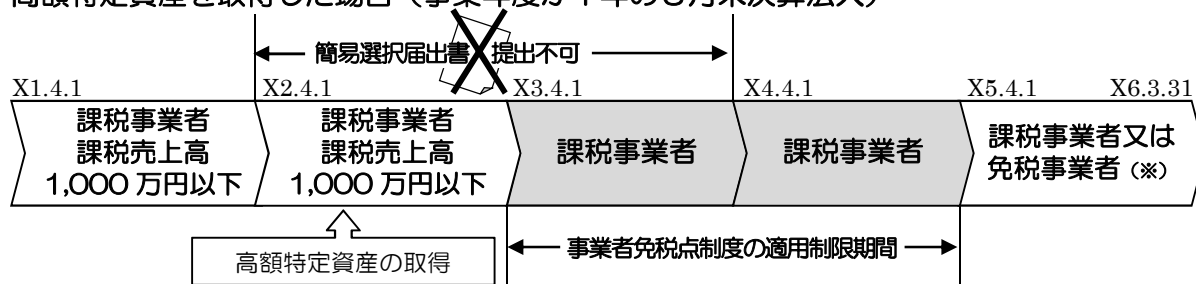 高額特定資産を取得した場合（事業年度が１年の３月末決算法人）
簡易選択届出書 提出不可
X1.4.1 X2.4.1 X3.4.1 X4.4.1 X5.4.1 X6.3.31
課税事業者
課税売上高
1,000 万円以下
課税事業者
課税売上高
1,000 万円以下
課税事業者
課税事業者
課税事業者又は
免税事業者（※）
事業者免税点制度の適用制限期間
高額特定資産の取得